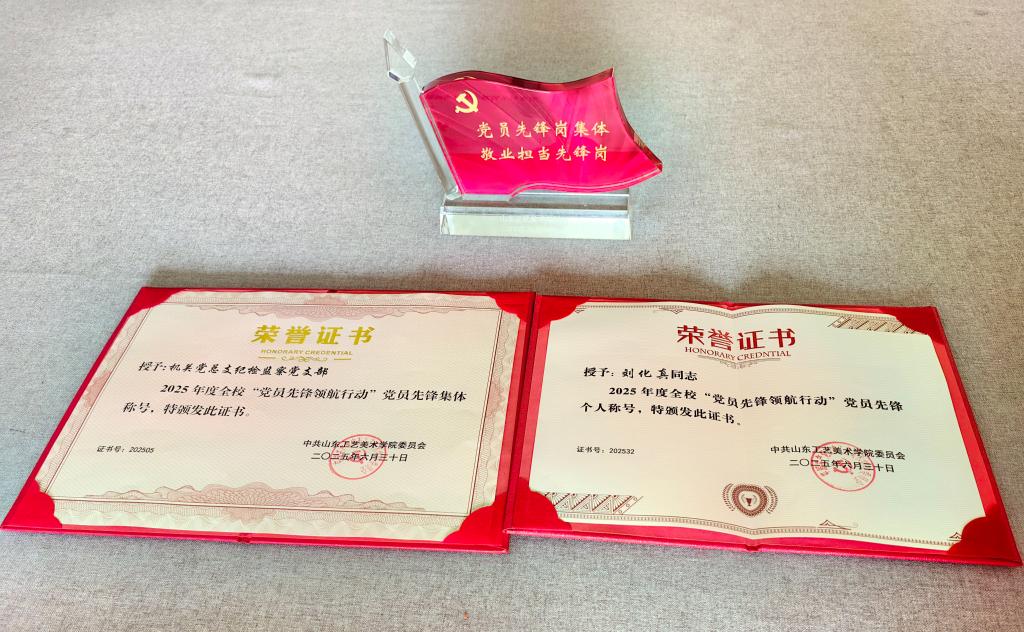 党员先锋岗集体
敬业担当先锋岗
荣誉证书
HONORARY CREDENTIAL
授予:机关党总支纪检监察党支部
2025年度全校“党员先锋领航行动”党员先锋集体
称号，特颁发此证书。
证书号：202505
中共山东工艺美术学院委员会
二〇二五年六月三十日
荣誉证书
HONORARY CREDNTIAL
授予：刘化真同志
2025年度全校“党员先锋领航行动”党员先锋
个人称号，特颁发此证书。
证书号：202532
中共山东工艺美术学院委员会
二〇二五年六月三十日